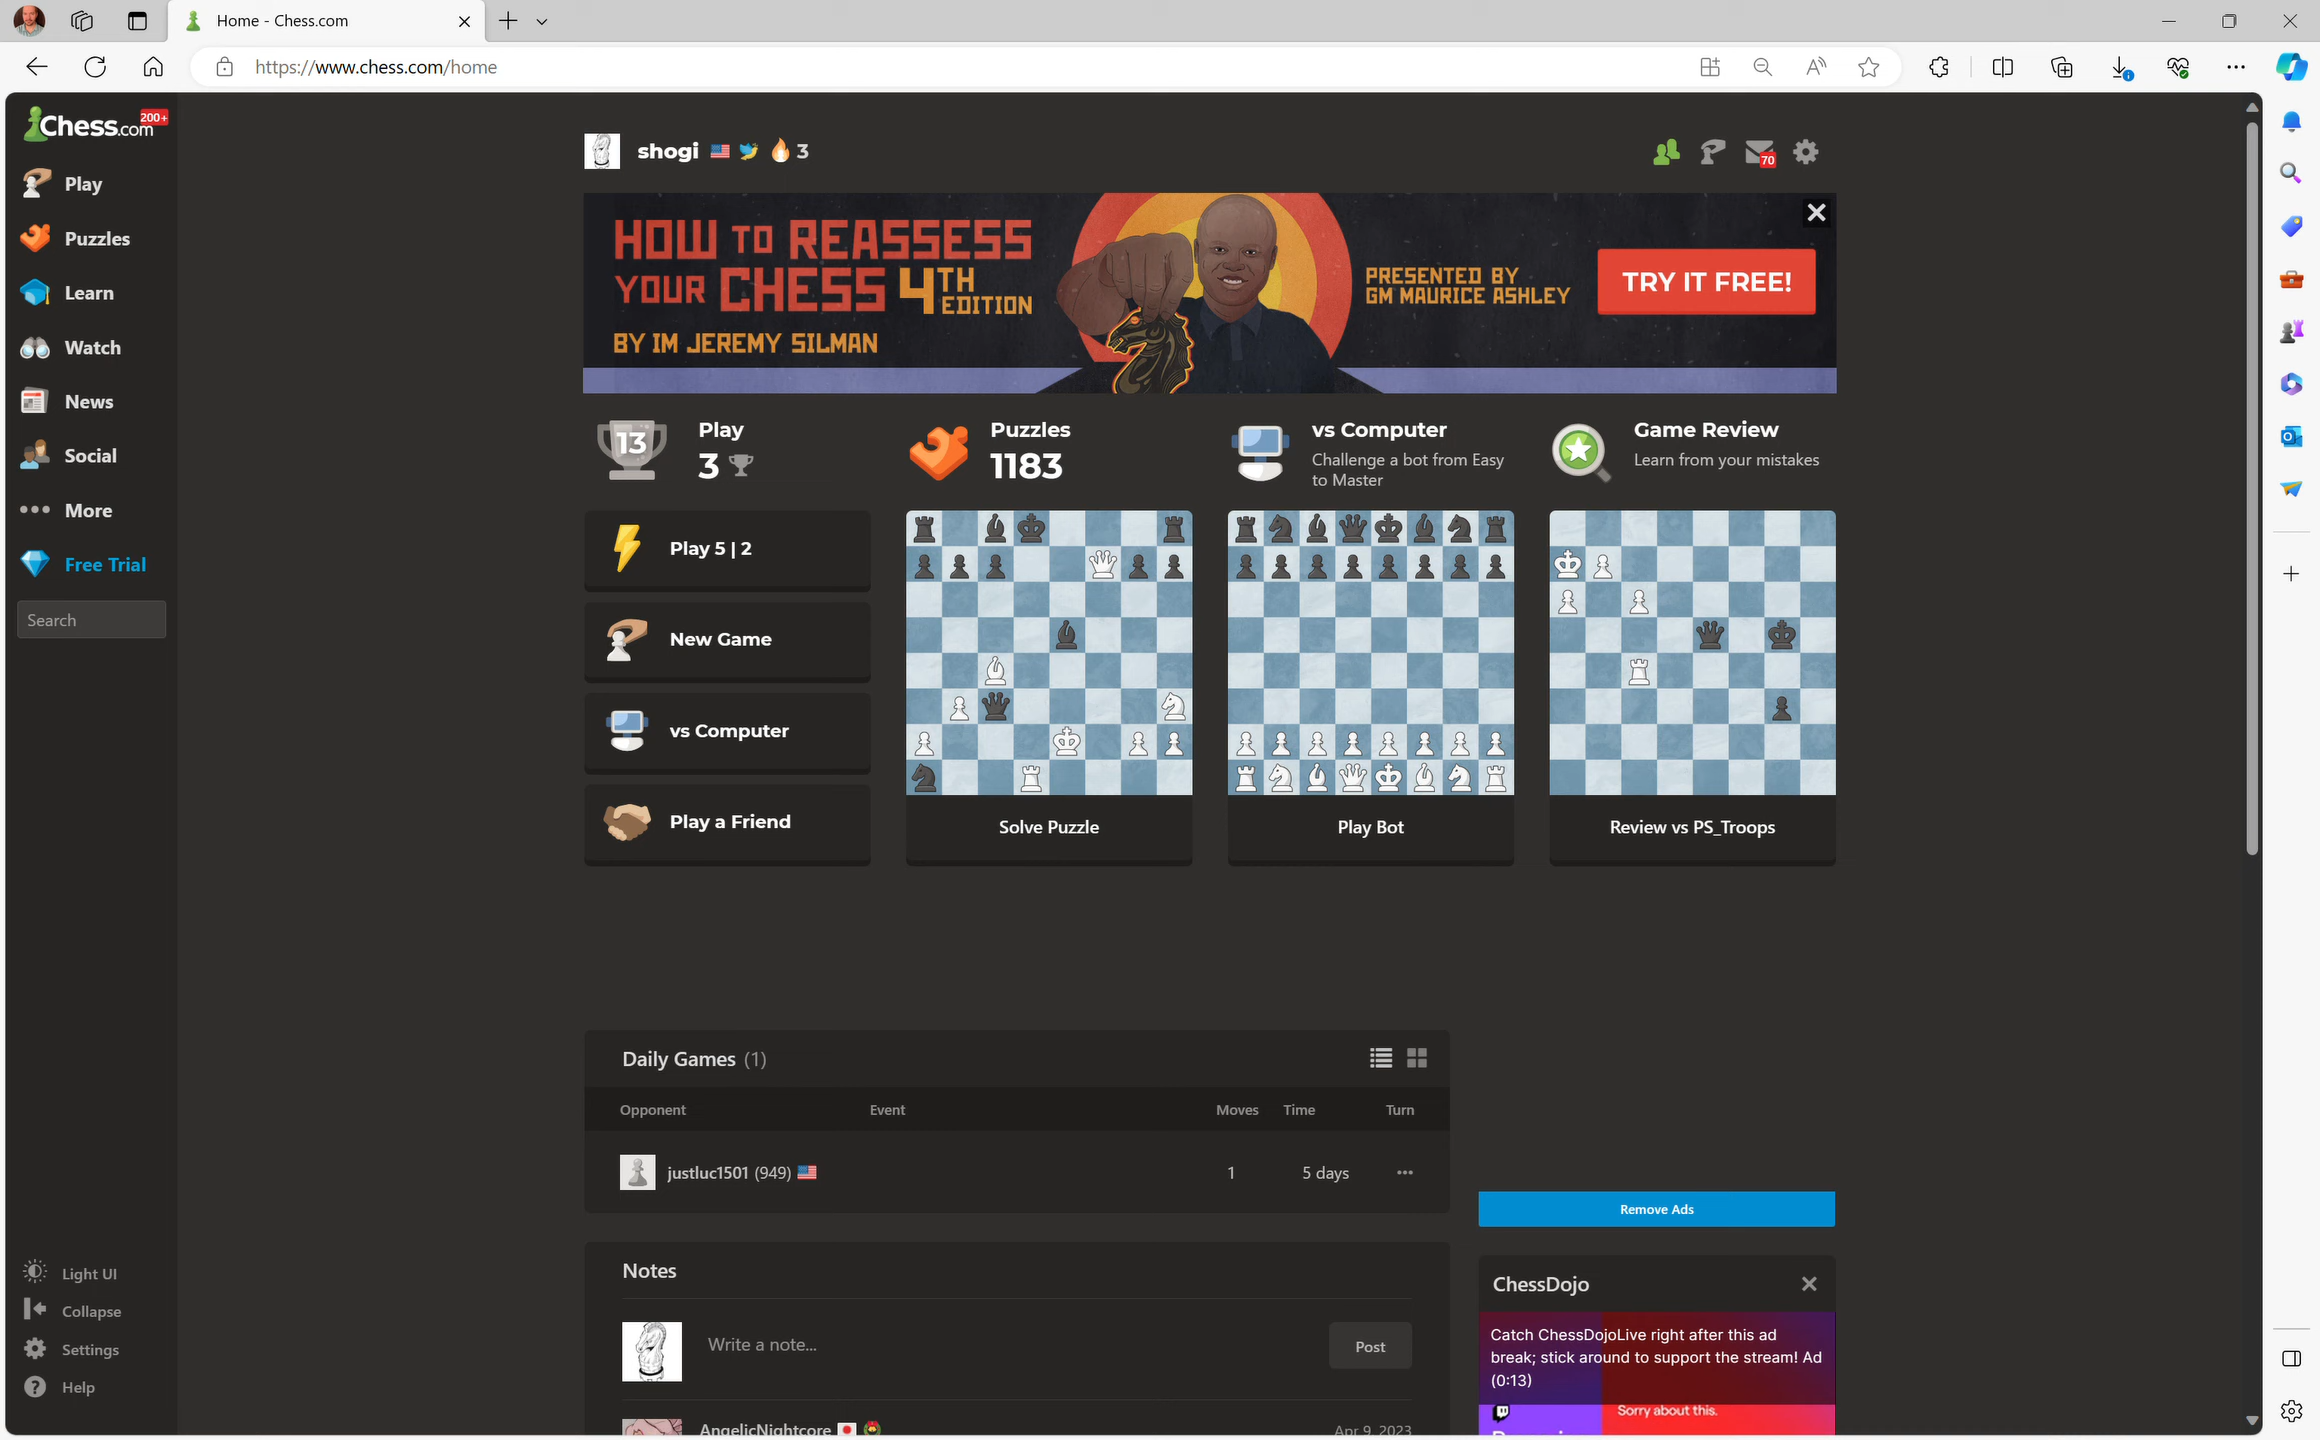 Home - Chess.com
https://www.chess.com/home
Chess.com
200+
Play
Puzzles
Learn
Watch
News
Social
More
Free Trial
Search
Light UI
Collapse
Settings
Help
shogi 3
70
HOW TO REASSESS
YOUR CHESS 4TH
EDITION
BY IM JEREMY SILMAN
PRESENTED BY
GM MAURICE ASHLEY
TRY IT FREE!
13
Play
3
Puzzles
1183
vs Computer
Challenge a bot from Easy
to Master
Game Review
Learn from your mistakes
Play 5 | 2
New Game
vs Computer
Play a Friend
Solve Puzzle
Play Bot
Review vs PS_Troops
Daily Games (1)
Opponent Event Moves Time Turn
justluc1501 (949) 1 5 days
Remove Ads
Notes
Write a note...
Post
AngelicNightcore Apr 9, 2023
ChessDojo
Catch ChessDojoLive right after this ad
break; stick around to support the stream! Ad
(0:13)
Sorry about this.